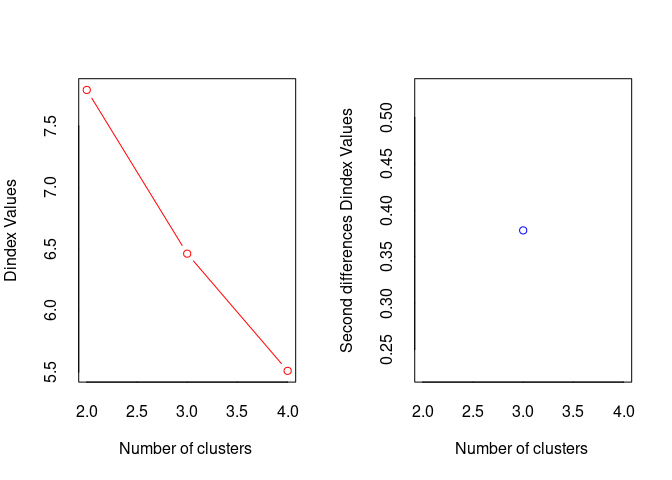 Dindex Values
7.5
7.0
6.5
6.0
5.5
2.0 2.5 3.0 3.5 4.0
Number of clusters
Second differences Dindex Values
0.50
0.45
0.40
0.35
0.30
0.25
2.0 2.5 3.0 3.5 4.0
Number of clusters